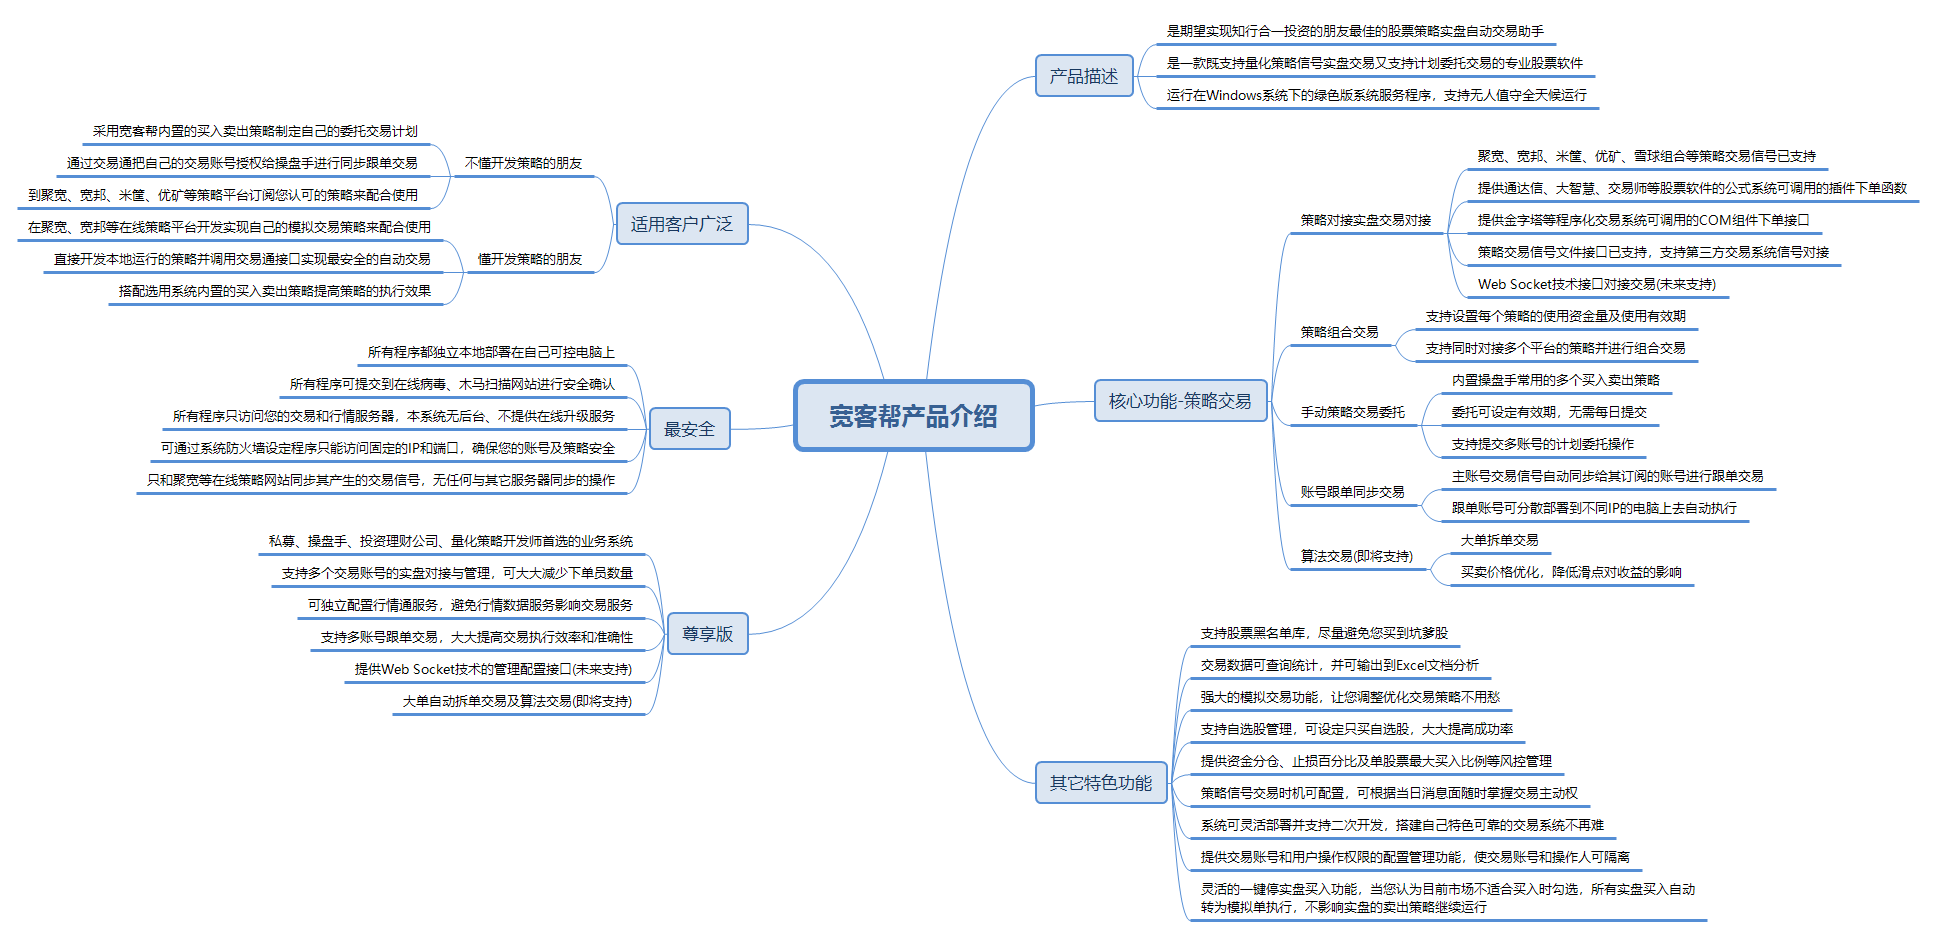 宽客帮产品介绍
产品描述
是期望实现知行合一投资的朋友最佳的股票策略实盘自动交易助手
是一款既支持量化策略信号实盘交易又支持计划委托交易的专业股票软件
运行在Windows系统下的绿色版系统服务程序，支持无人值守全天候运行
核心功能-策略交易
策略对接实盘交易对接
聚宽、宽邦、米筐、优矿、雪球组合等策略交易信号已支持
提供通达信、大智慧、交易师等股票软件的公式系统可调用的插件下单函数
提供金字塔等程序化交易系统可调用的COM组件下单接口
策略交易信号文件接口已支持，支持第三方交易系统信号对接
Web Socket技术接口对接交易(未来支持)
策略组合交易
支持设置每个策略的使用资金量及使用有效期
支持同时对接多个平台的策略并进行组合交易
手动策略交易委托
内置操盘手常用的多个买入卖出策略
委托可设定有效期，无需每日提交
支持提交多账号的计划委托操作
账号跟单同步交易
主账号交易信号自动同步给其订阅的账号进行跟单交易
跟单账号可分散部署到不同IP的电脑上去自动执行
算法交易(即将支持)
大单拆单交易
买卖价格优化，降低滑点对收益的影响
其它特色功能
支持股票黑名单库，尽量避免您买到坑爹股
交易数据可查询统计，并可输出到Excel文档分析
强大的模拟交易功能，让您调整优化交易策略不用愁
支持自选股管理，可设定只买自选股，大大提高成功率
提供资金分仓、止损百分比及单股票最大买入比例等风控管理
策略信号交易时机可配置，可根据当日消息面随时掌握交易主动权
系统可灵活部署并支持二次开发，搭建自己特色可靠的交易系统不再难
提供交易账号和用户操作权限的配置管理功能，使交易账号和操作人可隔离
灵活的一键停实盘买入功能，当您认为目前市场不适合买入时勾选，所有实盘买入自动
转为模拟单执行，不影响实盘的卖出策略继续运行
适用客户广泛
不懂开发策略的朋友
采用宽客帮内置的买入卖出策略制定自己的委托交易计划
通过交易通把自己的交易账号授权给操盘手进行同步跟单交易
到聚宽、宽邦、米筐、优矿等策略平台订阅您认可的策略来配合使用
懂开发策略的朋友
在聚宽、宽邦等在线策略平台开发实现自己的模拟交易策略来配合使用
直接开发本地运行的策略并调用交易通接口实现最安全的自动交易
搭配选用系统内置的买入卖出策略提高策略的执行效果
最安全
所有程序都独立本地部署在自己可控电脑上
所有程序可提交到在线病毒、木马扫描网站进行安全确认
所有程序只访问您的交易和行情服务器，本系统无后台、不提供在线升级服务
可通过系统防火墙设定程序只能访问固定的IP和端口，确保您的账号及策略安全
只和聚宽等在线策略网站同步其产生的交易信号，无任何与其它服务器同步的操作
尊享版
私募、操盘手、投资理财公司、量化策略开发师首选的业务系统
支持多个交易账号的实盘对接与管理，可大大减少下单员数量
可独立配置行情通服务，避免行情数据服务影响交易服务
支持多账号跟单交易，大大提高交易执行效率和准确性
提供Web Socket技术的管理配置接口(未来支持)
大单自动拆单交易及算法交易(即将支持)